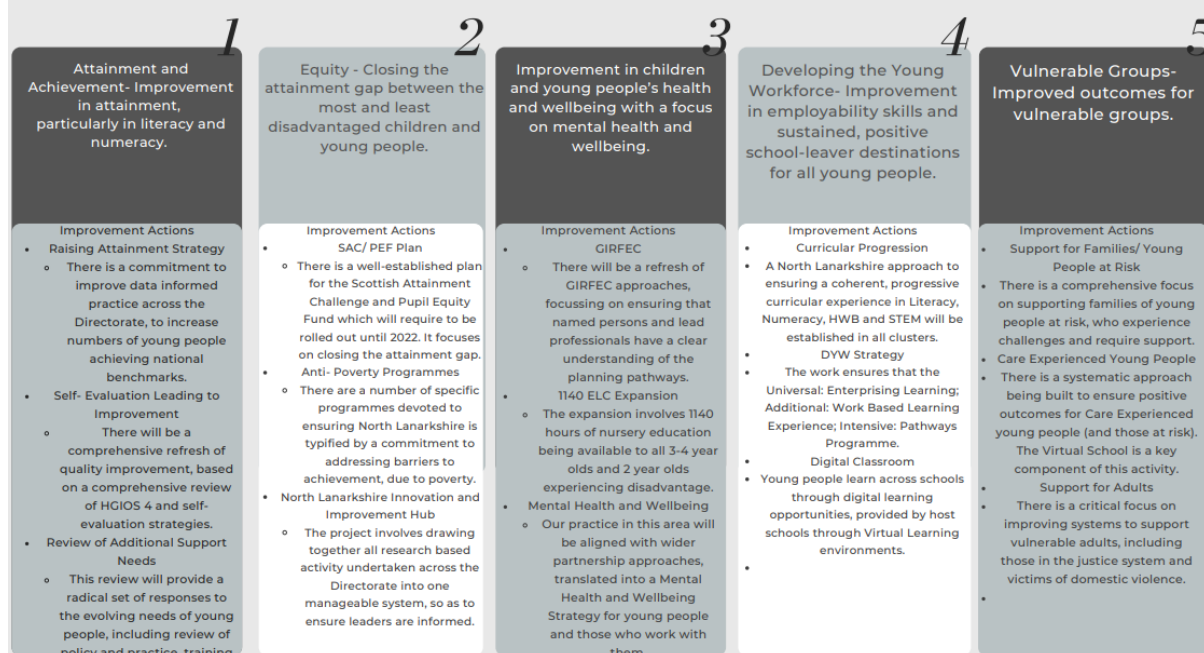 1
Attainment and
Achievement- Improvement
in attainment,
particularly in literacy and
numeracy.
Improvement Actions
• Raising Attainment Strategy
◦ There is a commitment to
improve data informed
practice across the
Directorate, to increase
numbers of young people
achieving national
benchmarks.
• Self- Evaluation Leading to
Improvement
◦ There will be a
comprehensive refresh of
quality improvement, based
on a comprehensive review
of HGIOS 4 and self-
evaluation strategies.
• Review of Additional Support
Needs
◦ This review will provide a
radical set of responses to
the evolving needs of young
people, including review of
policy and practice, training
2
Equity - Closing the
attainment gap between the
most and least
disadvantaged children and
young people.
Improvement Actions
• SAC/ PEF Plan
◦ There is a well-established plan
for the Scottish Attainment
Challenge and Pupil Equity
Fund which will require to be
rolled out until 2022. It focuses
on closing the attainment gap.
• Anti- Poverty Programmes
◦ There are a number of specific
programmes devoted to
ensuring North Lanarkshire is
typified by a commitment to
addressing barriers to
achievement, due to poverty.
• North Lanarkshire Innovation and
Improvement Hub
◦ The project involves drawing
together all research based
activity undertaken across the
Directorate into one
manageable system, so as to
ensure leaders are informed.
3
Improvement in children
and young people's health
and wellbeing with a focus
on mental health and
wellbeing.
Improvement Actions
• GIRFEC
◦ There will be a refresh of
GIRFEC approaches,
focussing on ensuring that
named persons and lead
professionals have a clear
understanding of the
planning pathways.
• 1140 ELC Expansion
◦ The expansion involves 1140
hours of nursery education
being available to all 3-4 year
olds and 2 year olds
experiencing disadvantage.
• Mental Health and Wellbeing
◦ Our practice in this area will
be aligned with wider
partnership approaches,
translated into a Mental
Health and Wellbeing
Strategy for young people
and those who work with
them
4
Developing the Young
Workforce- Improvement
in employability skills and
sustained, positive
school-leaver destinations
for all young people.
Improvement Actions
• Curricular Progression
• A North Lanarkshire approach to
ensuring a coherent, progressive
curricular experience in Literacy,
Numeracy, HWB and STEM will be
established in all clusters.
• DYW Strategy
• The work ensures that the
Universal: Enterprising Learning;
Additional: Work Based Learning
Experience; Intensive: Pathways
Programme.
• Digital Classroom
• Young people learn across schools
through digital learning
opportunities, provided by host
schools through Virtual Learning
environments.
•
5
Vulnerable Groups-
Improved outcomes for
vulnerable groups.
Improvement Actions
• Support for Families/ Young
People at Risk
• There is a comprehensive focus
on supporting families of young
people at risk, who experience
challenges and require support.
• Care Experienced Young People
• There is a systematic approach
being built to ensure positive
outcomes for Care Experienced
young people (and those at risk).
The Virtual School is a key
component of this activity.
• Support for Adults
• There is a critical focus on
improving systems to support
vulnerable adults, including
those in the justice system and
victims of domestic violence.
•